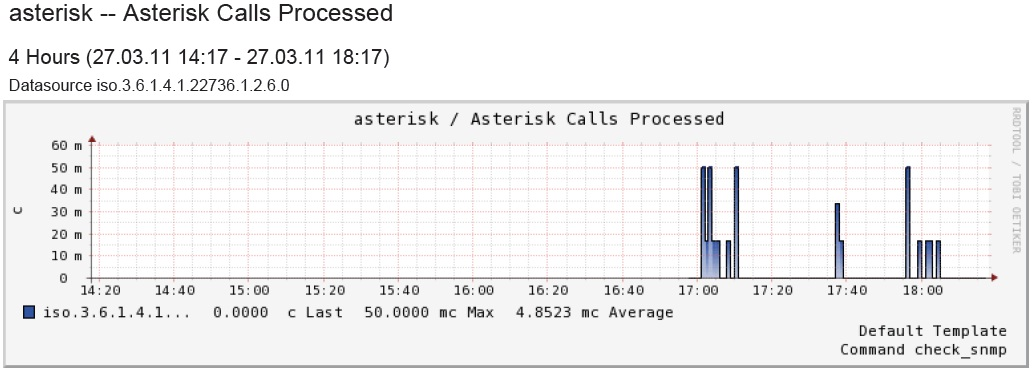 asterisk -- Asterisk Calls Processed
4 Hours (27.03.11 14:17 - 27.03.11 18:17)
Datasource iso.3.6.1.4.1.22736.1.2.6.0
asterisk / Asterisk Calls Processed
RRDTOOL / TOBI OETIKER
60 m
50 m
40 m
30 m
20 m
10 m
0
c
14:20 14:40 15:00 15:20 15:40 16:00 16:20 16:40 17:00 17:20 17:40 18:00
iso.3.6.1.4.1... 0.0000 c Last 50.0000 mc Max 4.8523 mc Average
Default Template
Command check_snmp